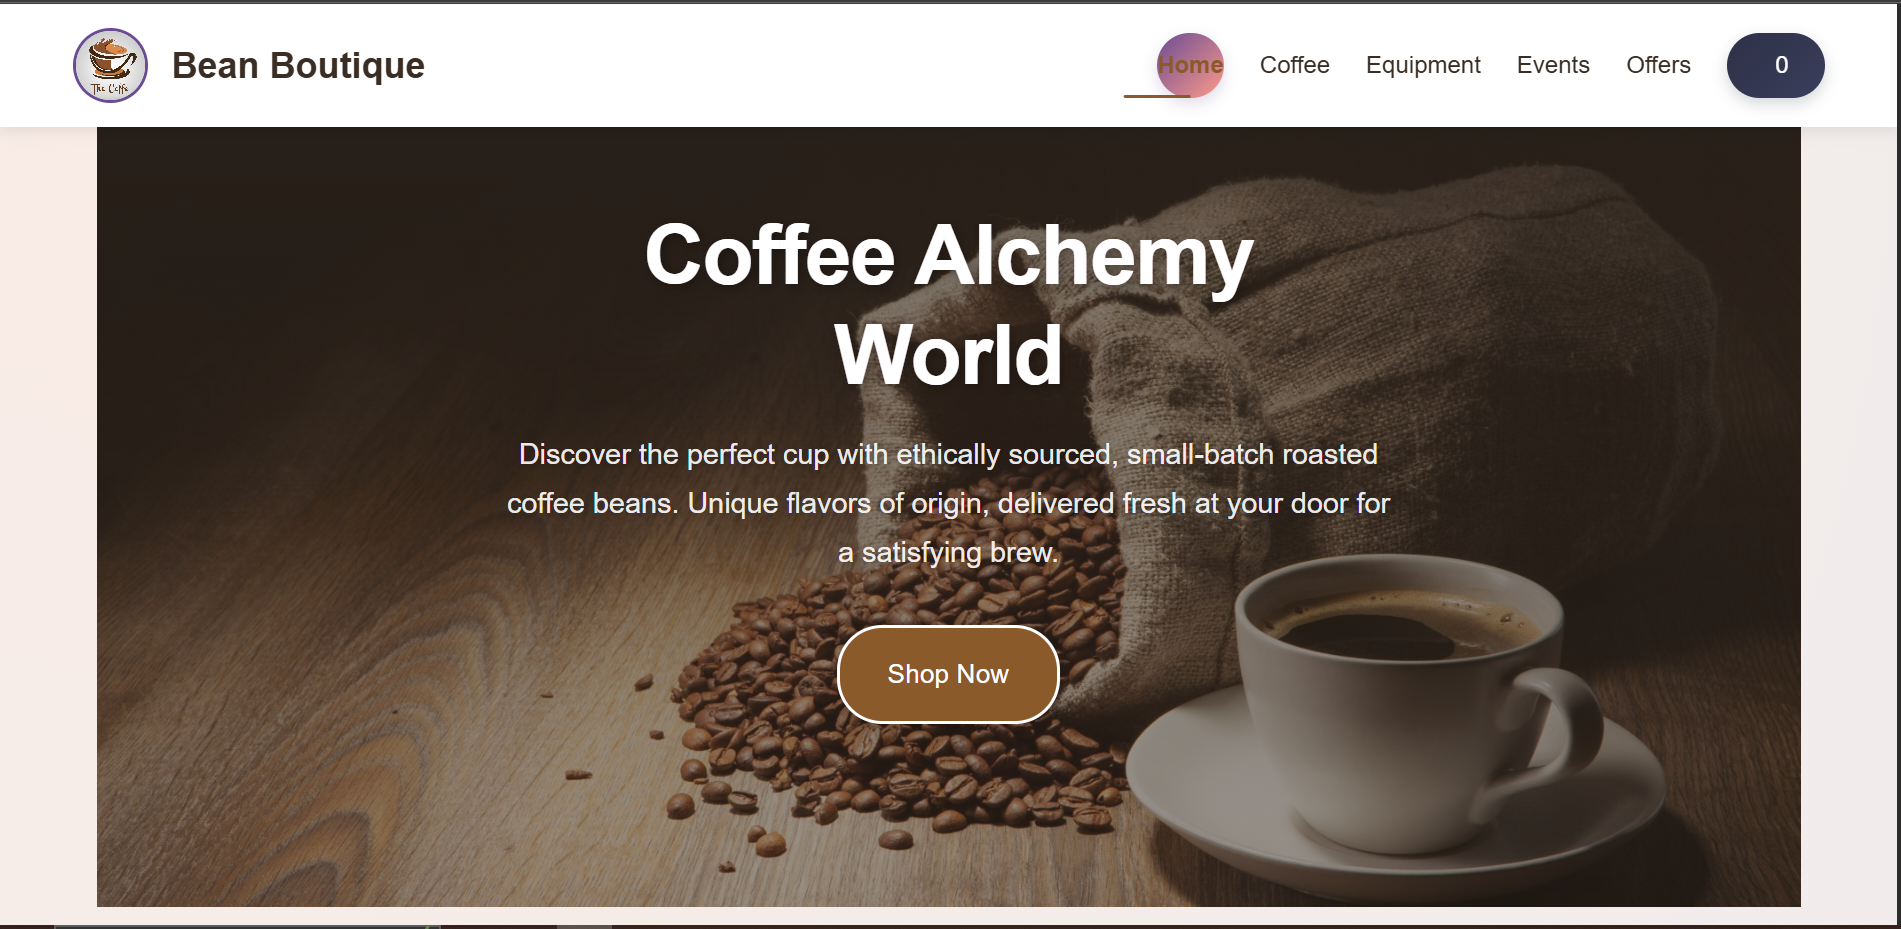 The Coffe
Bean Boutique
Home Coffee Equipment Events Offers 0
Coffee Alchemy
World
Discover the perfect cup with ethically sourced, small-batch roasted
coffee beans. Unique flavors of origin, delivered fresh at your door for
a satisfying brew.
Shop Now